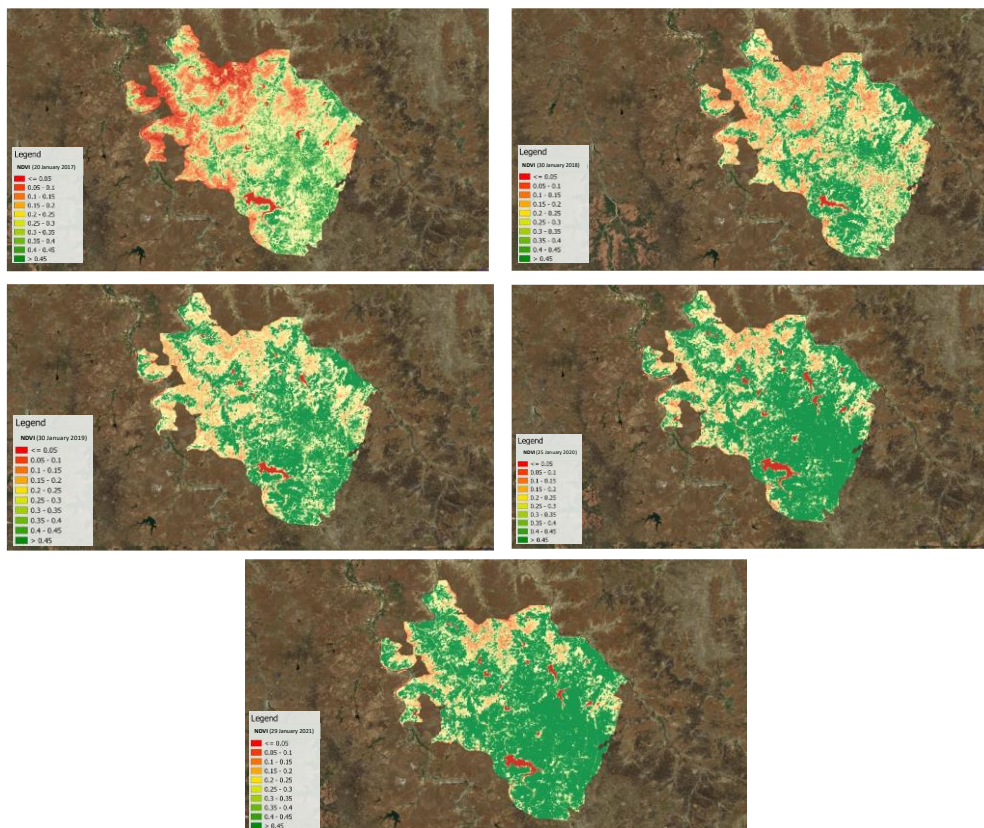 Legend
NDVI (20 January 2017)
<= 0.05
0.05 - 0.1
0.1 - 0.15
0.15 - 0.2
0.2 - 0.25
0.25 - 0.3
0.3 - 0.35
0.35 - 0.4
0.4 - 0.45
> 0.45
Legend
NDVI (30 January 2018)
<= 0.05
0.05 - 0.1
0.1 - 0.15
0.15 - 0.2
0.2 - 0.25
0.25 - 0.3
0.3 - 0.35
0.35 - 0.4
0.4 - 0.45
> 0.45
Legend
NDVI (30 January 2019)
<= 0.05
0.05 - 0.1
0.1 - 0.15
0.15 - 0.2
0.2 - 0.25
0.25 - 0.3
0.3 - 0.35
0.35 - 0.4
0.4 - 0.45
> 0.45
Legend
NDVI (25 January 2020)
<= 0.05
0.05 - 0.1
0.1 - 0.15
0.15 - 0.2
0.2 - 0.25
0.25 - 0.3
0.3 - 0.35
0.35 - 0.4
0.4 - 0.45
> 0.45
Legend
NDVI (29 January 2021)
<= 0.05
0.05 - 0.1
0.1 - 0.15
0.15 - 0.2
0.2 - 0.25
0.25 - 0.3
0.3 - 0.35
0.35 - 0.4
0.4 - 0.45
> 0.45